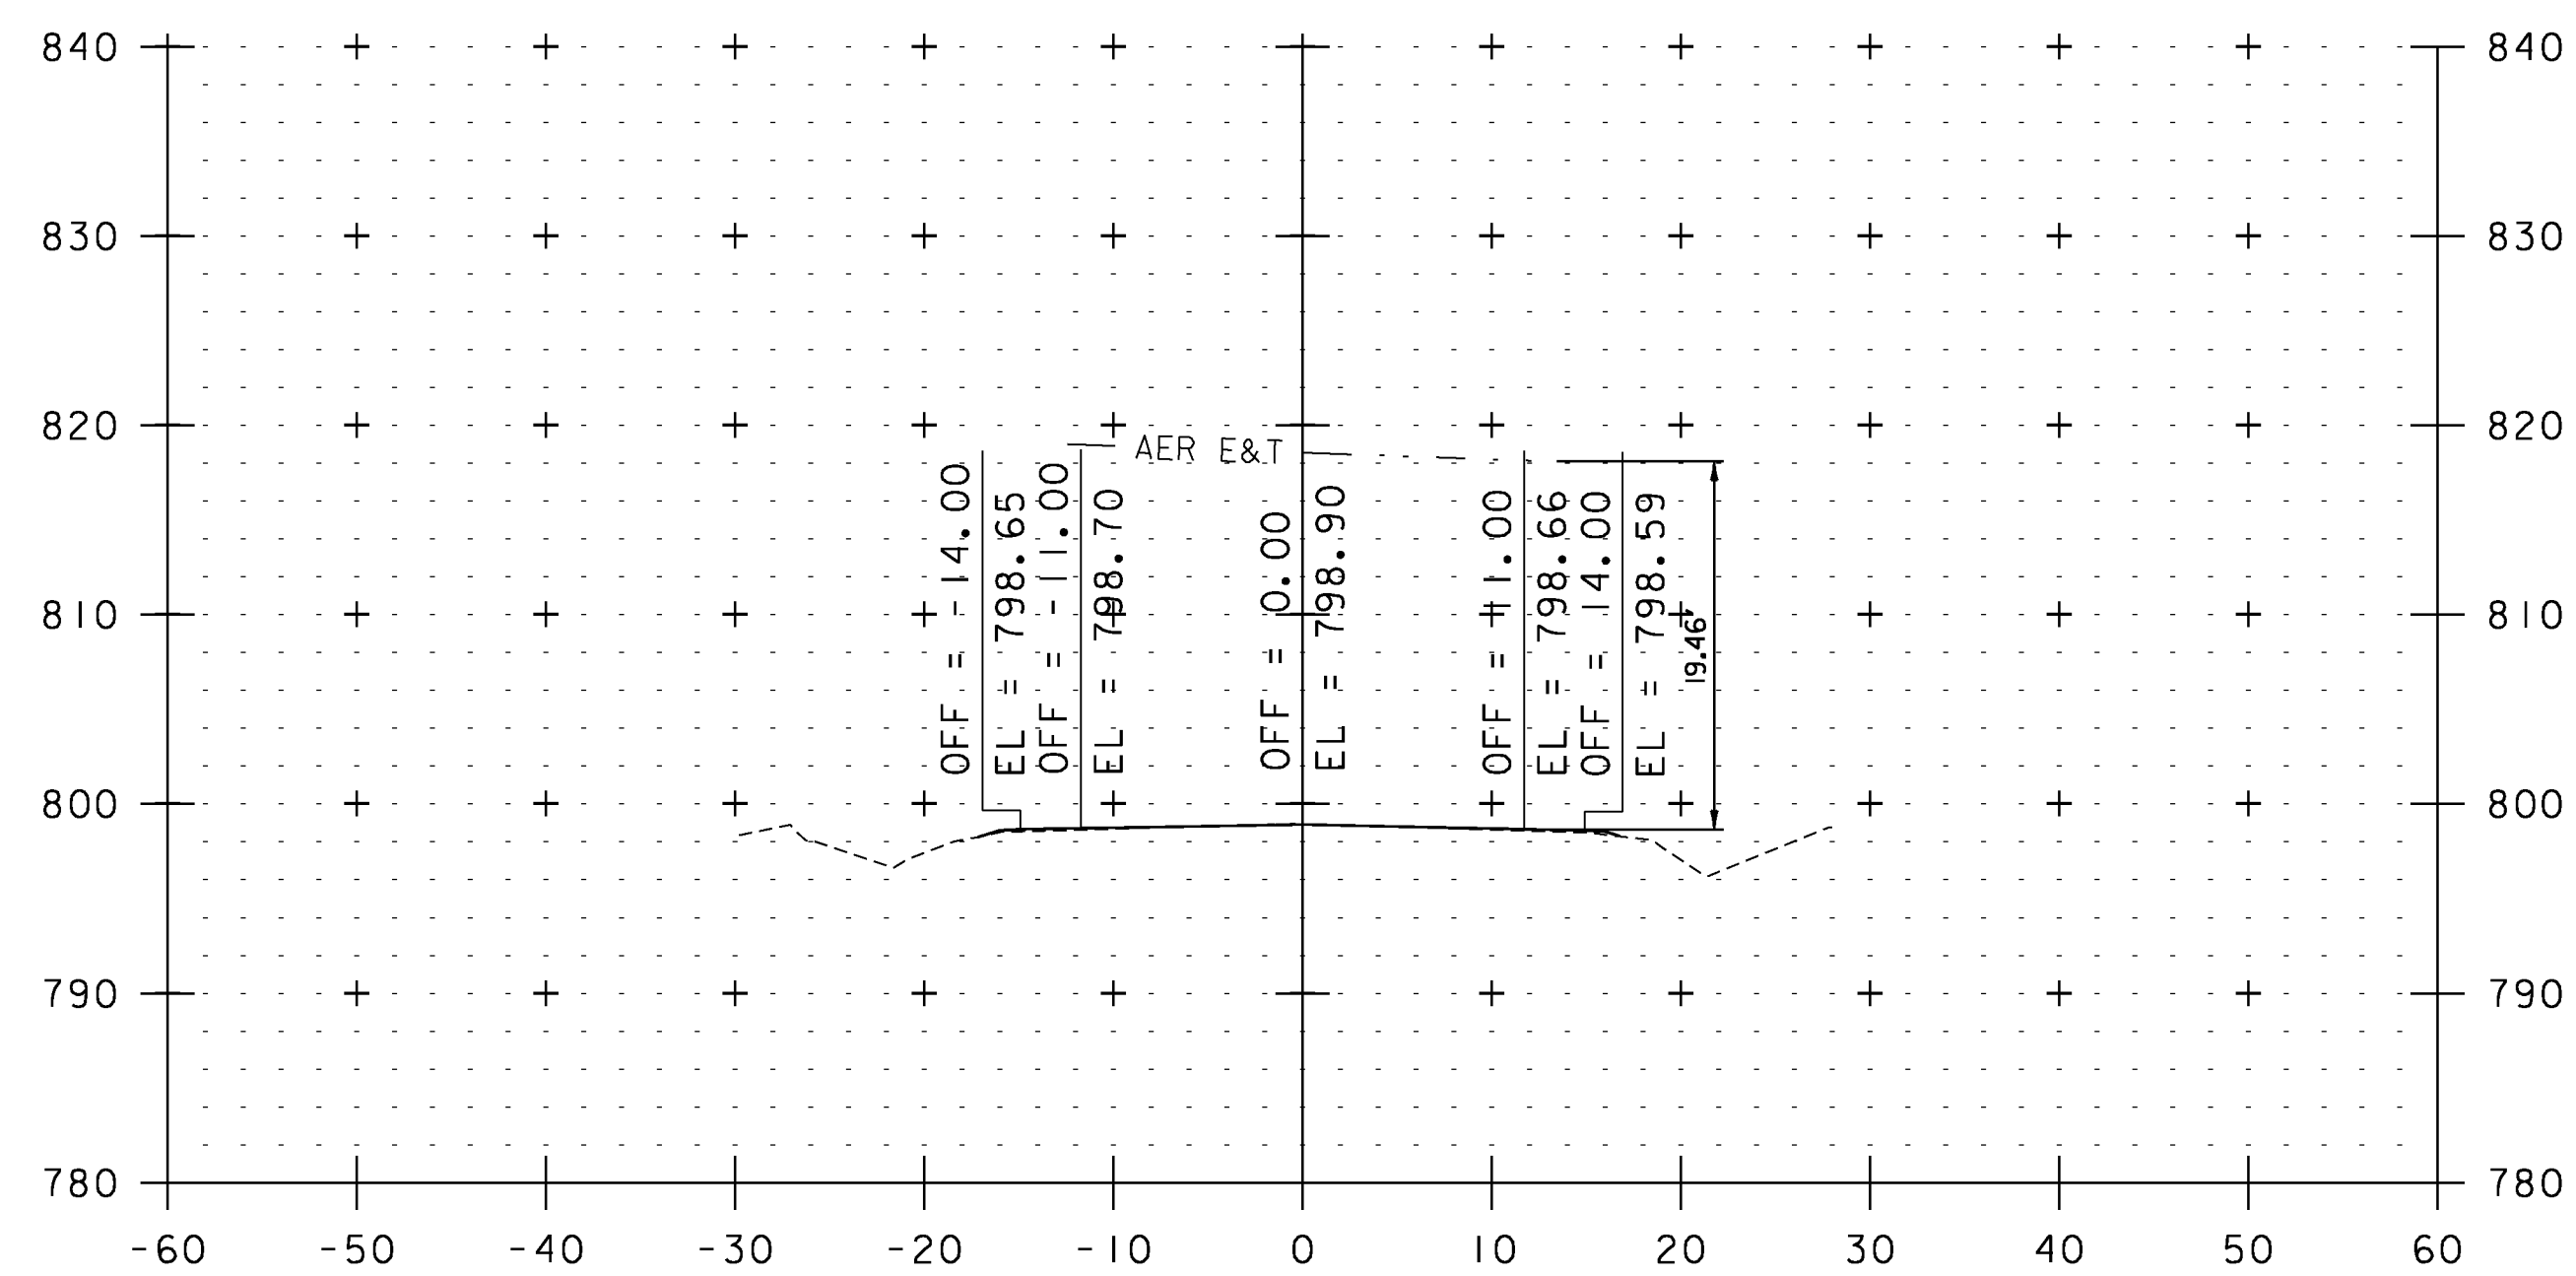 840 840
830 830
820 820
AER E&T
OFF = -14.00
EL = 798.65
OFF = -11.00
EL = 798.70
OFF = 0.00
EL = 798.90
OFF = 11.00
EL = 798.66
OFF = 14.00
EL = 798.59
19.46'
810 810
800 800
790 790
780 780
-60 -50 -40 -30 -20 -10 0 10 20 30 40 50 60